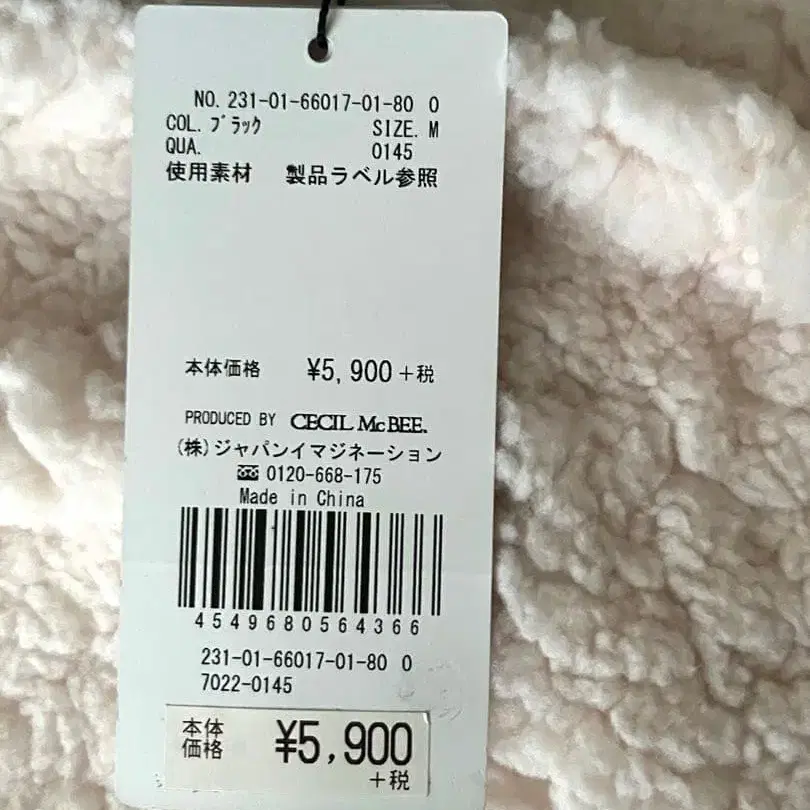 NO. 231-01-66017-01-80 0
COL. ブラック SIZE. M
QUA. 0145
使用素材 製品ラベル参照
本体価格 ¥5,900+税
PRODUCED BY CECIL McBEE.
(株)ジャパンイマジネーション
0120-668-175
Made in China
4549680564366
231-01-66017-01-80 0
7022-0145
本体
価格 ¥5,900
+税